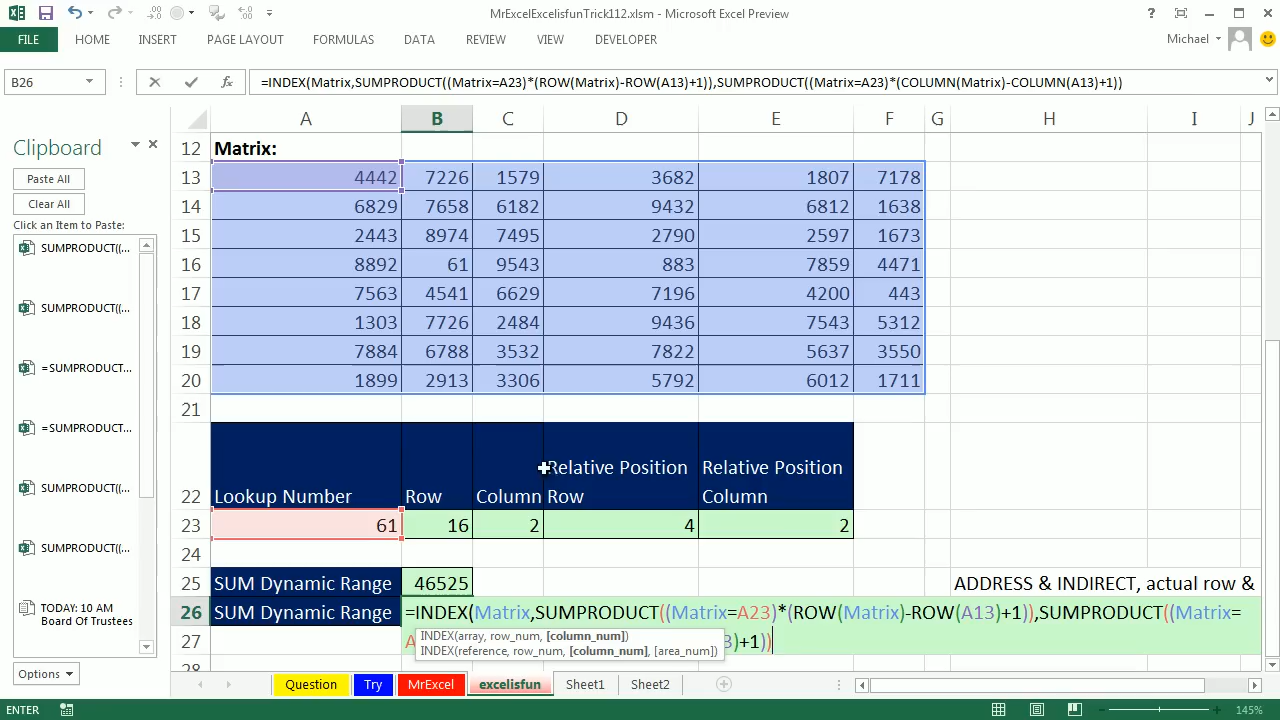 MrExcelExcelisfunTrick112.xlsm - Microsoft Excel Preview
FILE HOME INSERT PAGE LAYOUT FORMULAS DATA REVIEW VIEW DEVELOPER Michael
B26 fx =INDEX(Matrix,SUMPRODUCT((Matrix=A23)*(ROW(Matrix)-ROW(A13)+1)),SUMPRODUCT((Matrix=A23)*(COLUMN(Matrix)-COLUMN(A13)+1))
Clipboard
Paste All
Clear All
Click an Item to Paste:
SUMPRODUCT((...
SUMPRODUCT((...
=SUMPRODUCT...
=SUMPRODUCT...
SUMPRODUCT((...
SUMPRODUCT((...
TODAY: 10 AM
Board Of Trustees
Options
A B C D E F G H I J
12 Matrix:
13 4442 7226 1579 3682 1807 7178
14 6829 7658 6182 9432 6812 1638
15 2443 8974 7495 2790 2597 1673
16 8892 61 9543 883 7859 4471
17 7563 4541 6629 7196 4200 443
18 1303 7726 2484 9436 7543 5312
19 7884 6788 3532 7822 5637 3550
20 1899 2913 3306 5792 6012 1711
21
22 Lookup Number Row Column Relative Position Row Relative Position Column
23 61 16 2 4 2
24
25 SUM Dynamic Range 46525 ADDRESS & INDIRECT, actual row &
26 SUM Dynamic Range =INDEX(Matrix,SUMPRODUCT((Matrix=A23)*(ROW(Matrix)-ROW(A13)+1)),SUMPRODUCT((Matrix=
27 A 3)+1))
INDEX(array, row_num, [column_num])
INDEX(reference, row_num, [column_num], [area_num])
28
Question Try MrExcel excelisfun Sheet1 Sheet2
ENTER 145%